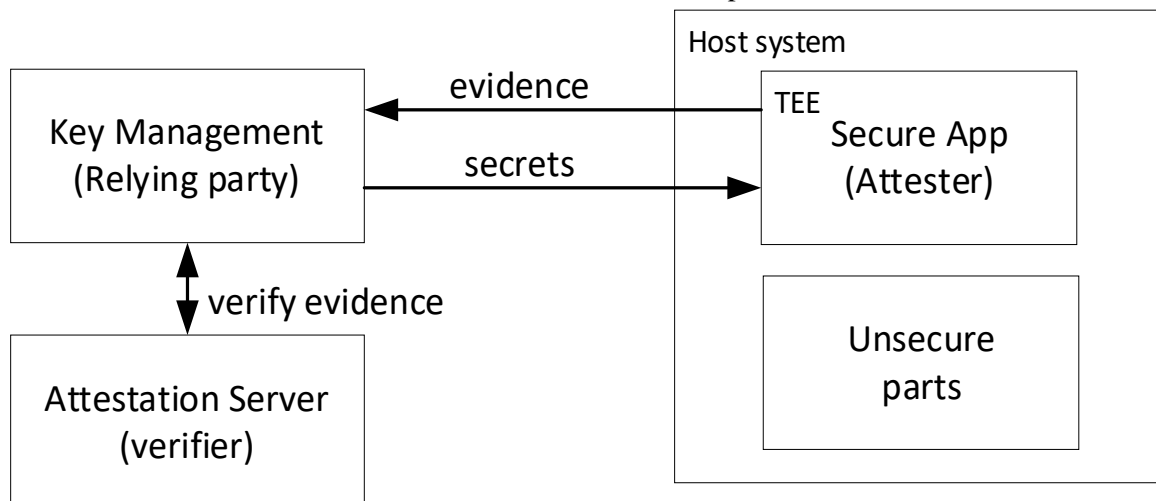 Host system
evidence
TEE
Key Management
(Relying party)
Secure App
(Attester)
secrets
verify evidence
Attestation Server
(verifier)
Unsecure
parts